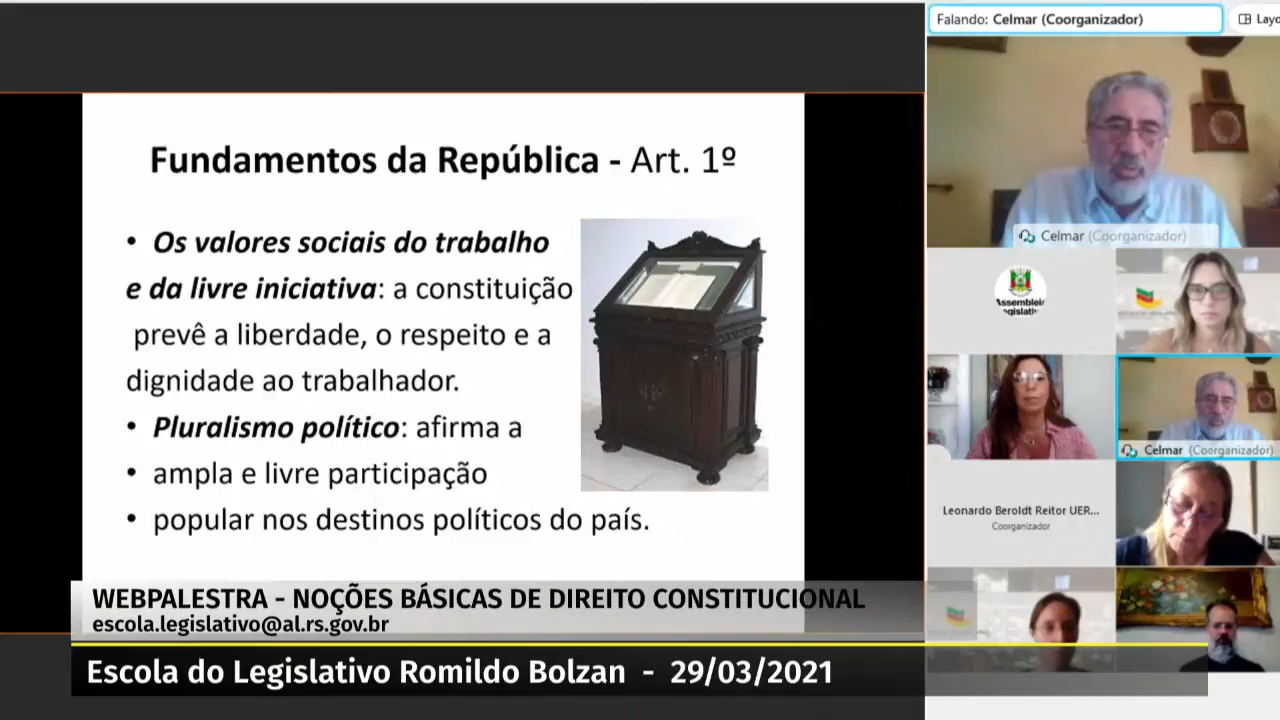 Fundamentos da República - Art. 1º
• Os valores sociais do trabalho
e da livre iniciativa: a constituição
prevê a liberdade, o respeito e a
dignidade ao trabalhador.
• Pluralismo político: afirma a
• ampla e livre participação
• popular nos destinos políticos do país.
WEBPALESTRA - NOÇÕES BÁSICAS DE DIREITO CONSTITUCIONAL
escola.legislativo@al.rs.gov.br
Escola do Legislativo Romildo Bolzan - 29/03/2021
Falando: Celmar (Coorganizador)
Layo
Celmar (Coorganizador)
Assembleia
Legislativ
Celmar (Coorganizador)
Leonardo Beroldt Reitor UER...
Coorganizador